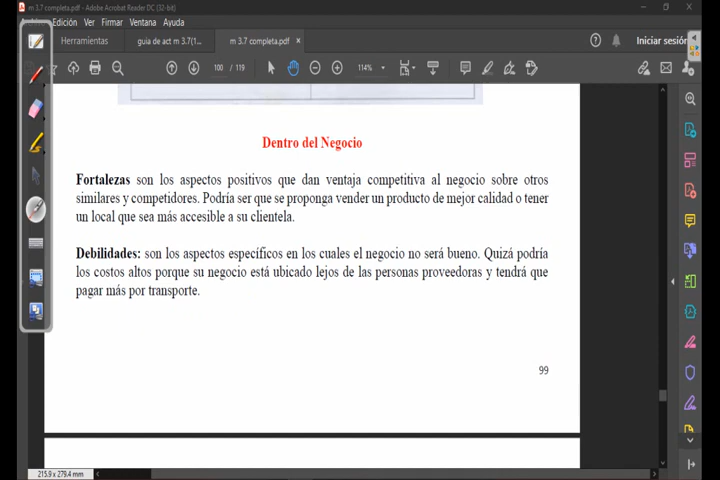 m 3.7 completa.pdf - Adobe Acrobat Reader DC (32-bit)
Edición Ver Firmar Ventana Ayuda
Herramientas guia de act m 3.7(1... m 3.7 completa.pdf × Iniciar sesión
100 / 119 114%
Dentro del Negocio
Fortalezas son los aspectos positivos que dan ventaja competitiva al negocio sobre otros
similares y competidores. Podría ser que se proponga vender un producto de mejor calidad o tener
un local que sea más accesible a su clientela.
Debilidades: son los aspectos específicos en los cuales el negocio no será bueno. Quizá podría
los costos altos porque su negocio está ubicado lejos de las personas proveedoras y tendrá que
pagar más por transporte.
99
215.9 x 279.4 mm